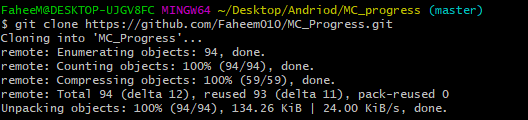 FaheeM@DESKTOP-UJGV8FC MINGW64 ~/Desktop/Andriod/MC_progress (master)
$ git clone https://github.com/Faheem010/MC_Progress.git
Cloning into 'MC_Progress'...
remote: Enumerating objects: 94, done.
remote: Counting objects: 100% (94/94), done.
remote: Compressing objects: 100% (59/59), done.
remote: Total 94 (delta 12), reused 93 (delta 11), pack-reused 0
Unpacking objects: 100% (94/94), 134.26 KiB | 24.00 KiB/s, done.